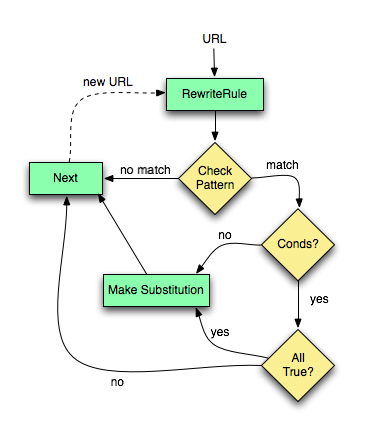 URL
new URL
RewriteRule
no match
match
Check
Pattern
Next
no
Conds?
Make Substitution
yes
yes
All
True?
no